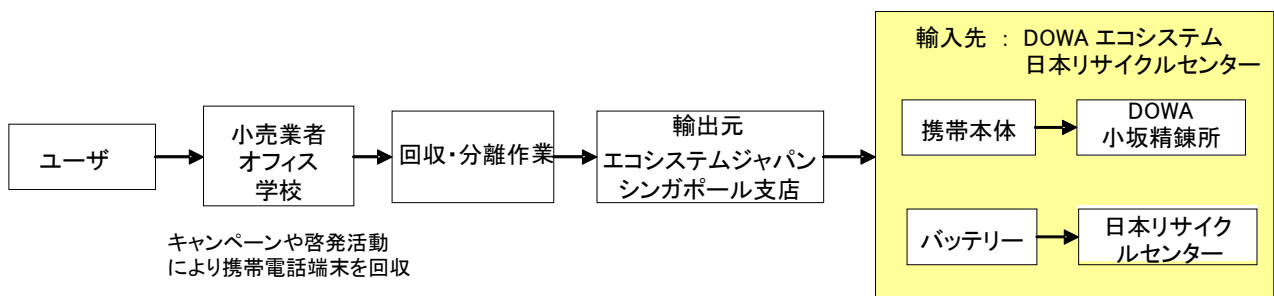 ユーザ
小売業者
オフィス
学校
キャンペーンや啓発活動
により携帯電話端末を回収
回収・分離作業
輸出元
エコシステムジャパン
シンガポール支店
輸入先 ： DOWA エコシステム
日本リサイクルセンター
携帯本体
DOWA
小坂精錬所
バッテリー
日本リサイク
ルセンター